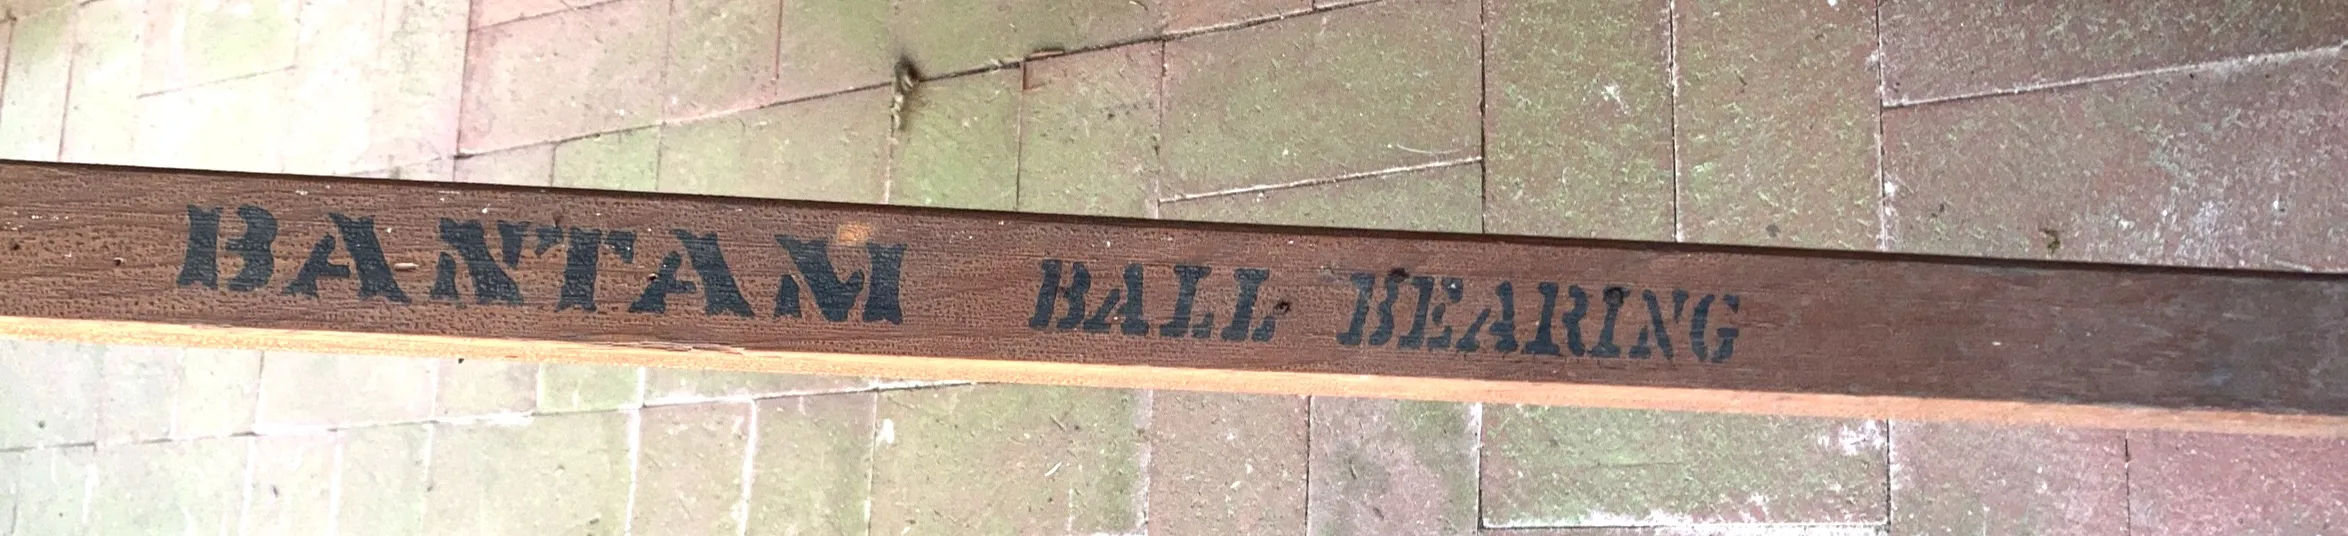 BANTAM BALL BEARING